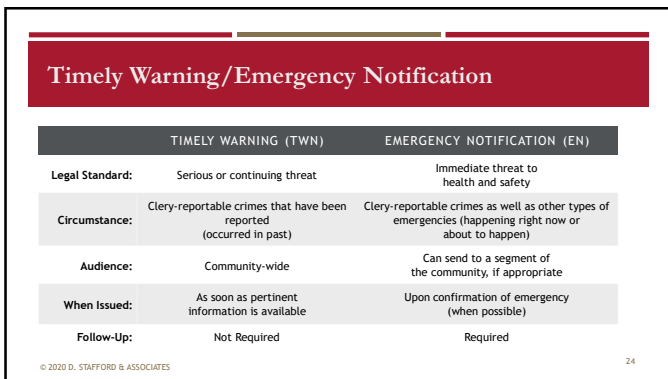 Timely Warning/Emergency Notification
TIMELY WARNING (TWN) EMERGENCY NOTIFICATION (EN)
Legal Standard: Serious or continuing threat Immediate threat to
health and safety
Circumstance: Clery-reportable crimes that have been
reported
(occurred in past) Clery-reportable crimes as well as other types of
emergencies (happening right now or
about to happen)
Audience: Community-wide Can send to a segment of
the community, if appropriate
When Issued: As soon as pertinent
information is available Upon confirmation of emergency
(when possible)
Follow-Up: Not Required Required
© 2020 D. STAFFORD & ASSOCIATES 24